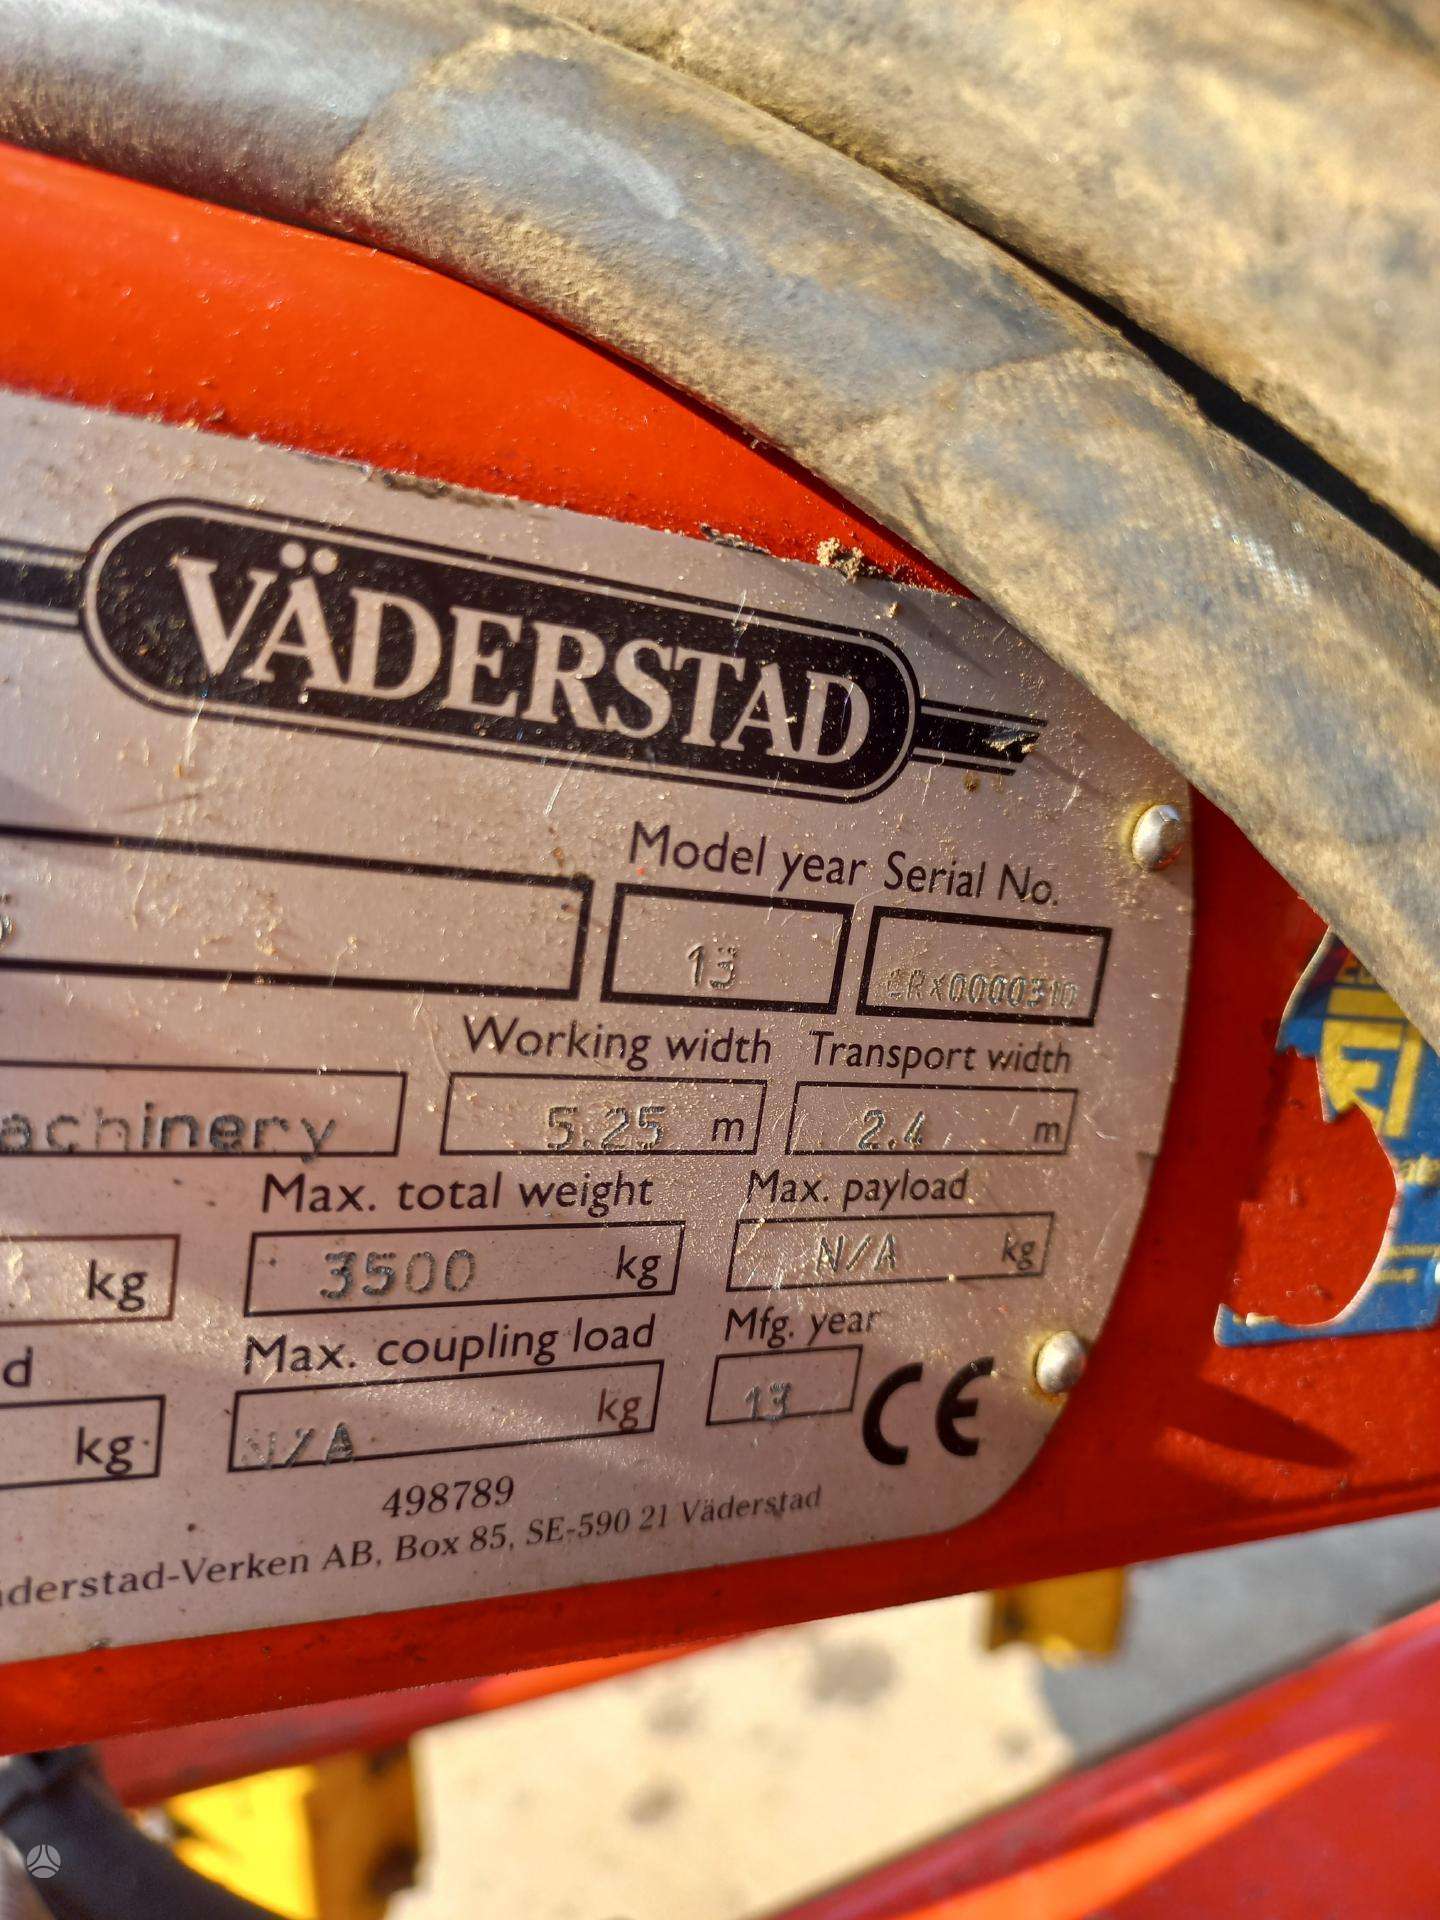 VÄDERSTAD
Model year Serial No.
13
Working width Transport width
achinery 5.25 m 2.4 m
Max. total weight Max. payload
kg 3500 kg N/A kg
d Max. coupling load Mfg. year
kg N/A kg 13 CE
498789
äderstad-Verken AB, Box 85, SE-590 21 Väderstad